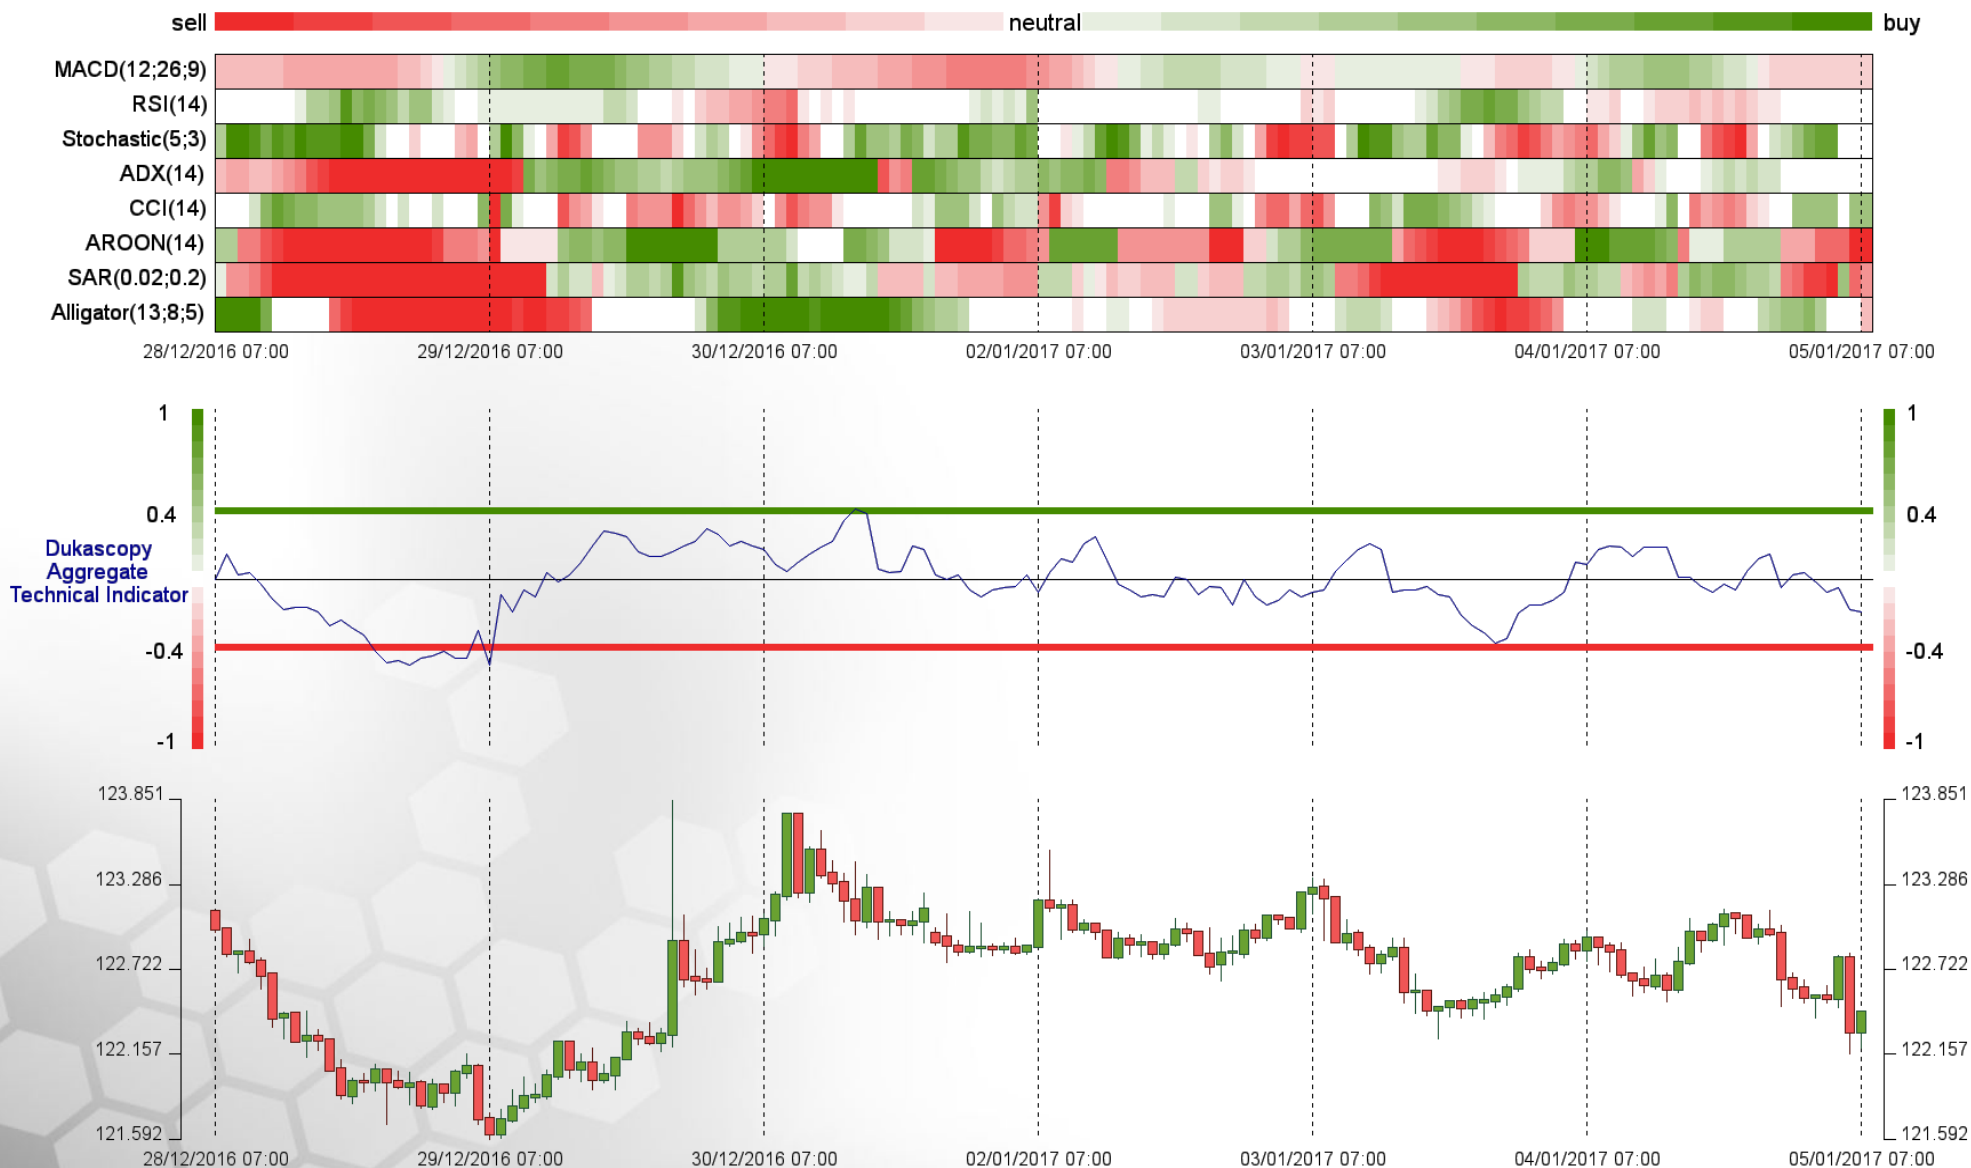 sell neutral buy
MACD(12;26;9)
RSI(14)
Stochastic(5;3)
ADX(14)
CCI(14)
AROON(14)
SAR(0.02;0.2)
Alligator(13;8;5)
28/12/2016 07:00 29/12/2016 07:00 30/12/2016 07:00 02/01/2017 07:00 03/01/2017 07:00 04/01/2017 07:00 05/01/2017 07:00
1 1
0.4 0.4
Dukascopy
Aggregate
Technical Indicator
-0.4 -0.4
-1 -1
123.851 123.851
123.286 123.286
122.722 122.722
122.157 122.157
121.592 121.592
28/12/2016 07:00 29/12/2016 07:00 30/12/2016 07:00 02/01/2017 07:00 03/01/2017 07:00 04/01/2017 07:00 05/01/2017 07:00